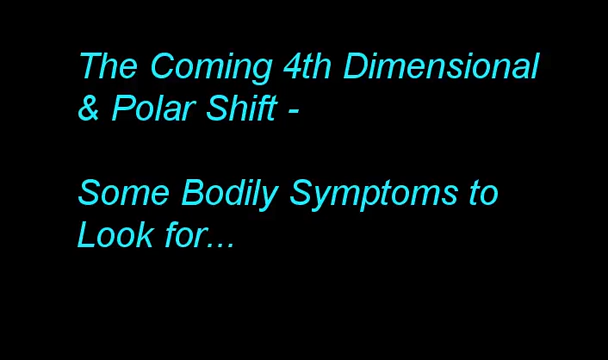 The Coming 4th Dimensional
& Polar Shift -
Some Bodily Symptoms to
Look for...